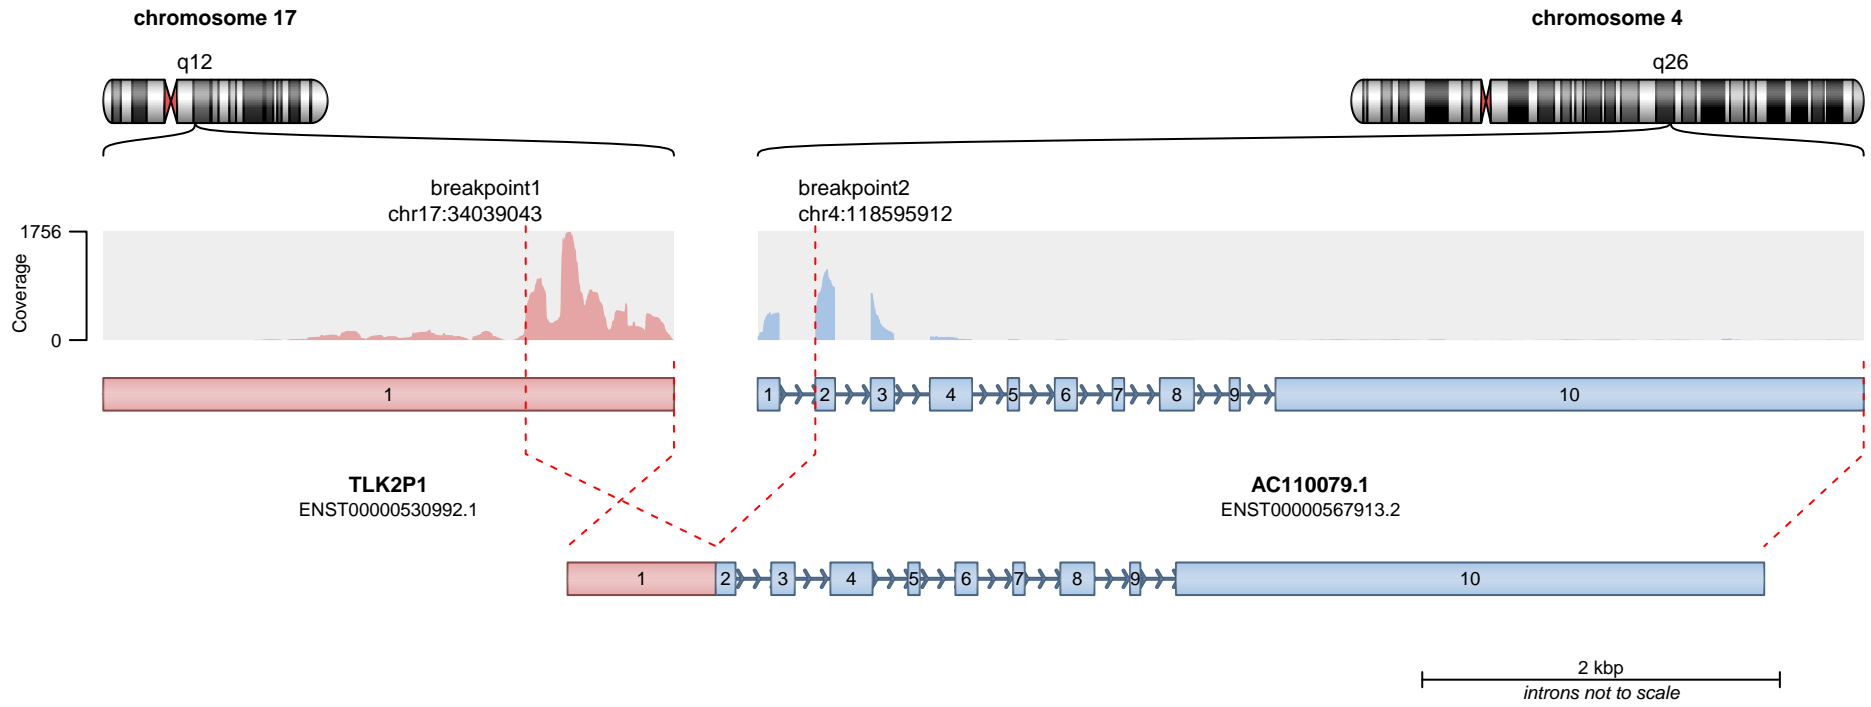 chromosome 17
chromosome 4
q12
q26
breakpoint1
chr17:34039043
breakpoint2
chr4:118595912
1756
Coverage
0
1
1 2 3 4 5 6 7 8 9 10
TLK2P1
ENST00000530992.1
AC110079.1
ENST00000567913.2
1 2 3 4 5 6 7 8 9 10
2 kbp
introns not to scale